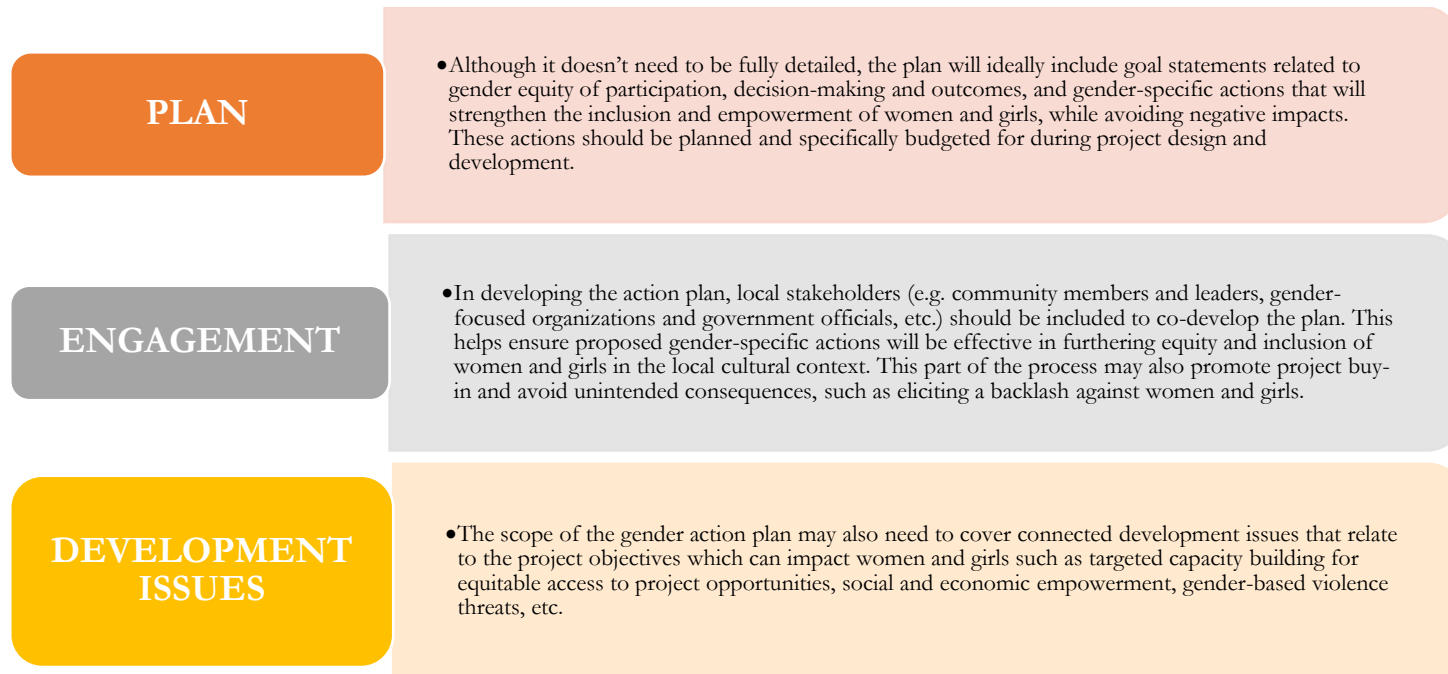 PLAN
•Although it doesn’t need to be fully detailed, the plan will ideally include goal statements related to
gender equity of participation, decision-making and outcomes, and gender-specific actions that will
strengthen the inclusion and empowerment of women and girls, while avoiding negative impacts.
These actions should be planned and specifically budgeted for during project design and
development.
ENGAGEMENT
•In developing the action plan, local stakeholders (e.g. community members and leaders, gender-
focused organizations and government officials, etc.) should be included to co-develop the plan. This
helps ensure proposed gender-specific actions will be effective in furthering equity and inclusion of
women and girls in the local cultural context. This part of the process may also promote project buy-
in and avoid unintended consequences, such as eliciting a backlash against women and girls.
DEVELOPMENT
ISSUES
•The scope of the gender action plan may also need to cover connected development issues that relate
to the project objectives which can impact women and girls such as targeted capacity building for
equitable access to project opportunities, social and economic empowerment, gender-based violence
threats, etc.